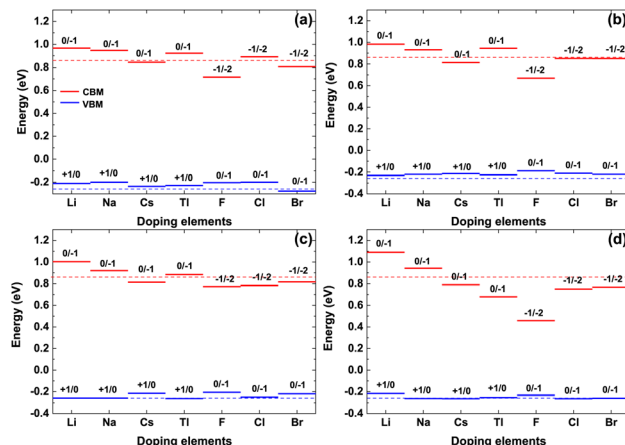 (a)
1.2
1.0
0.8
0.6
0.4
0.2
0.0
-0.2
Energy (eV)
0/-1 0/-1 0/-1 0/-1 -1/-2 -1/-2 -1/-2
CBM
VBM
+1/0 +1/0 +1/0 +1/0 0/-1 0/-1 0/-1
Li Na Cs Tl F Cl Br
Doping elements
(b)
1.2
1.0
0.8
0.6
0.4
0.2
0.0
-0.2
-0.4
Energy (eV)
0/-1 0/-1 0/-1 0/-1 -1/-2 -1/-2 -1/-2
+1/0 +1/0 +1/0 +1/0 0/-1 0/-1 0/-1
Li Na Cs Tl F Cl Br
Doping elements
(c)
1.2
1.0
0.8
0.6
0.4
0.2
0.0
-0.2
-0.4
Energy (eV)
0/-1 0/-1 0/-1 0/-1 -1/-2 -1/-2 -1/-2
+1/0 +1/0 +1/0 +1/0 0/-1 0/-1 0/-1
Li Na Cs Tl F Cl Br
Doping elements
(d)
1.2
1.0
0.8
0.6
0.4
0.2
0.0
-0.2
-0.4
Energy (eV)
0/-1 0/-1 0/-1 0/-1 -1/-2 -1/-2 -1/-2
+1/0 +1/0 +1/0 +1/0 0/-1 0/-1 0/-1
Li Na Cs Tl F Cl Br
Doping elements